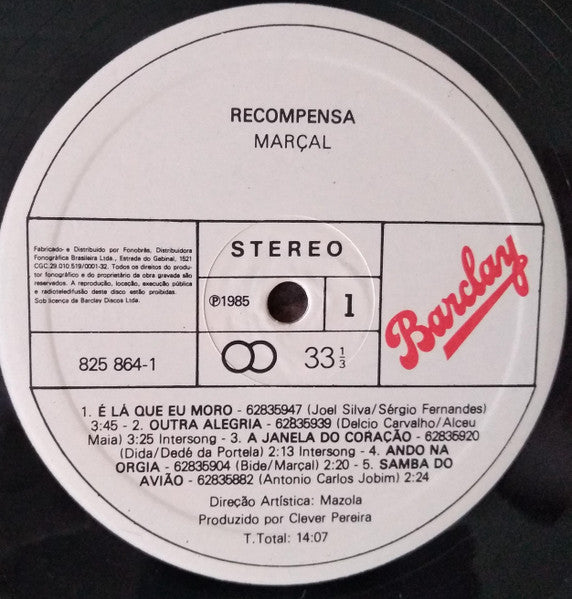 RECOMPENSA
MARÇAL
Fabricado e Distribuído por Fonobrás, Distribuidora
Fonográfica Brasileira Ltda., Estrada do Gabinal, 1521
CGC.29.010.519/0001-32. Todos os direitos do produ-
tor fonográfico e do proprietário da obra gravada são
reservados. A reprodução, locação, execução pública
e radioteledifusão deste disco estão proibidas.
Sob licença de Barclay Discos Ltda.
STEREO
℗1985
1
825 864-1
33 1/3
Barclay
1. É LÁ QUE EU MORO - 62835947 (Joel Silva/Sérgio Fernandes)
3:45 - 2. OUTRA ALEGRIA - 62835939 (Delcio Carvalho/Alceu
Maia) 3:25 Intersong - 3. A JANELA DO CORAÇÃO - 62835920
(Dida/Dedé da Portela) 2:13 Intersong - 4. ANDO NA
ORGIA - 62835904 (Bide/Marçal) 2:20 - 5. SAMBA DO
AVIÃO - 62835882 (Antonio Carlos Jobim) 2:24
Direção Artística: Mazola
Produzido por Clever Pereira
T.Total: 14:07